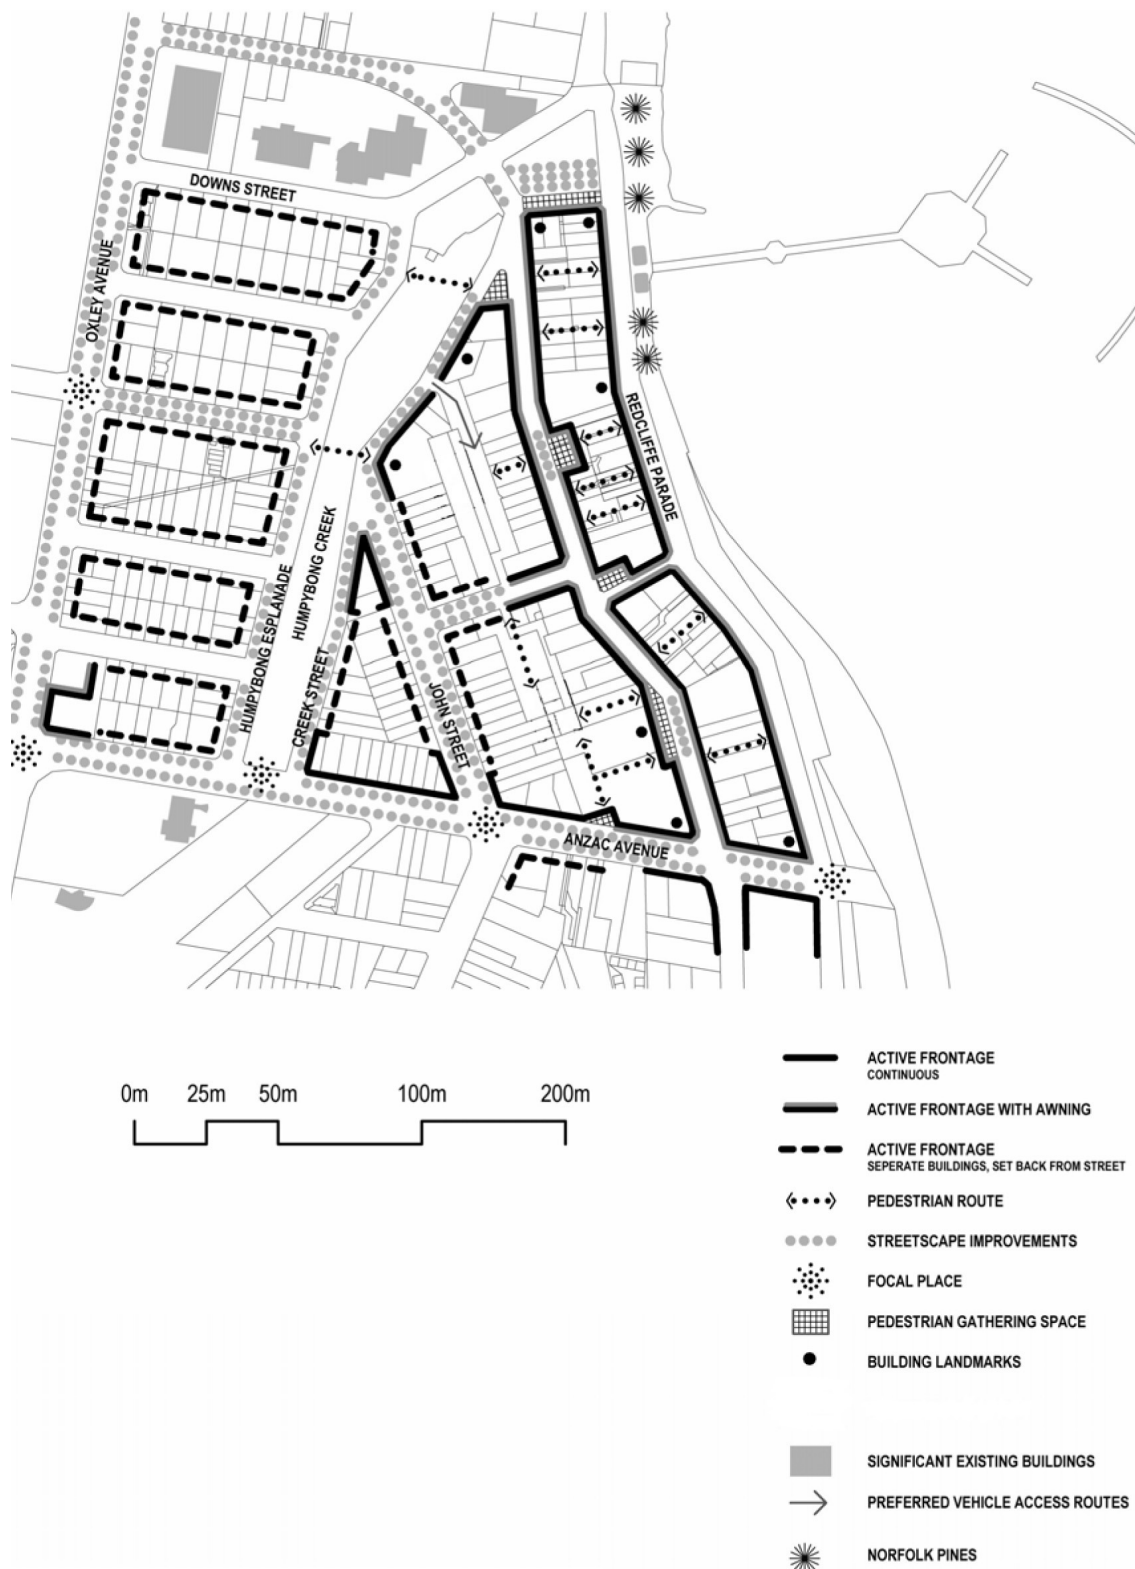 DOWNS STREET
OXLEY AVENUE
REDCLIFFE PARADE
HUMPYBONG ESPLANADE
HUMPYBONG CREEK
CREEK STREET
JOHN STREET
ANZAC AVENUE
0m 25m 50m 100m 200m
ACTIVE FRONTAGE
CONTINUOUS
ACTIVE FRONTAGE WITH AWNING
ACTIVE FRONTAGE
SEPERATE BUILDINGS, SET BACK FROM STREET
PEDESTRIAN ROUTE
STREETSCAPE IMPROVEMENTS
FOCAL PLACE
PEDESTRIAN GATHERING SPACE
BUILDING LANDMARKS
SIGNIFICANT EXISTING BUILDINGS
PREFERRED VEHICLE ACCESS ROUTES
NORFOLK PINES